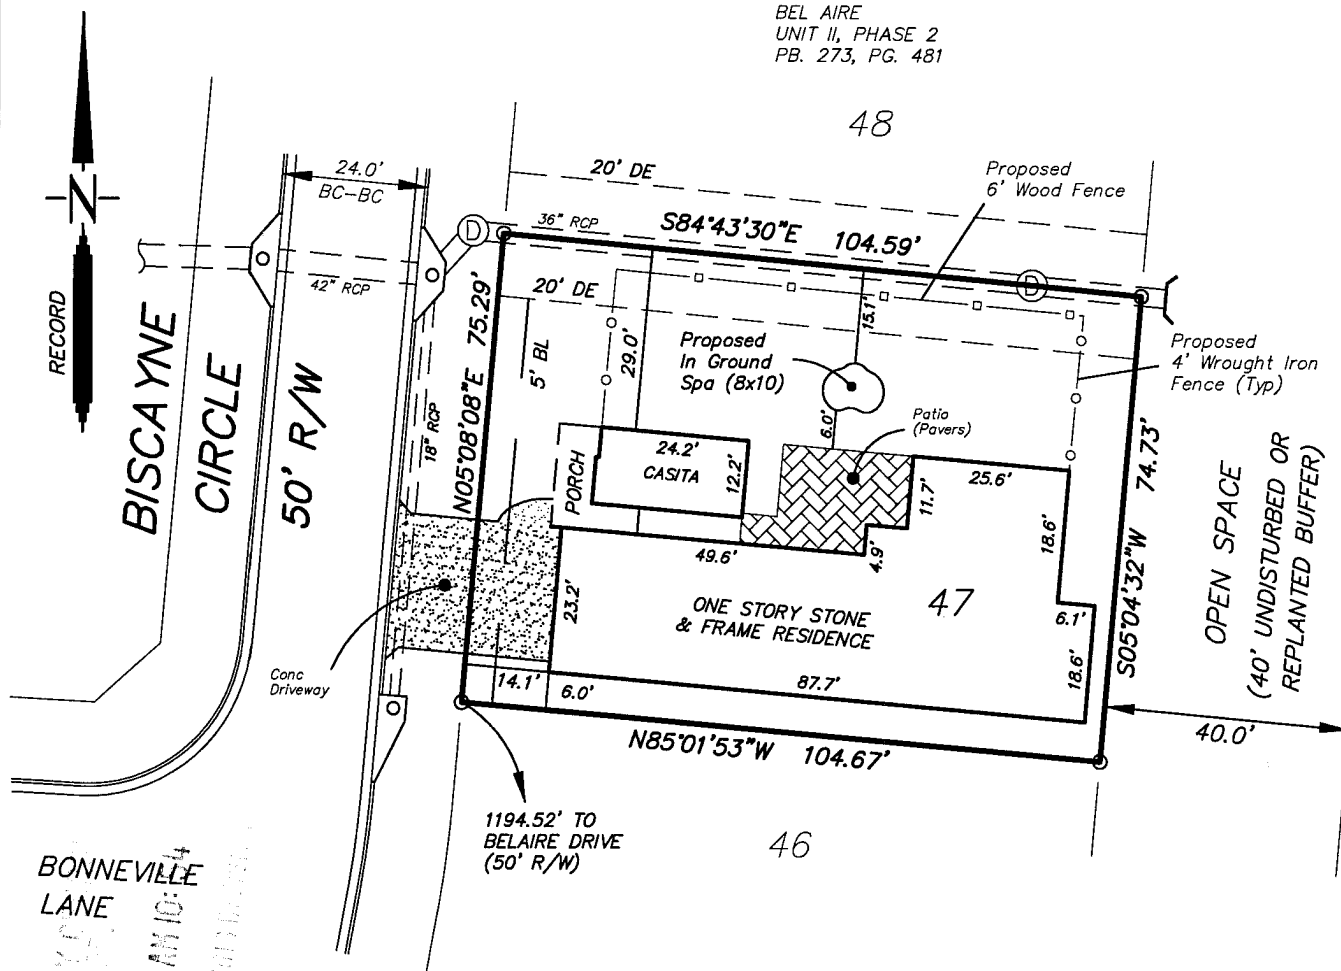 BEL AIRE
UNIT II, PHASE 2
PB. 273, PG. 481
48
24.0'
BC-BC
20' DE
Proposed
6' Wood Fence
N
RECORD
D
36" RCP
S84°43'30"E 104.59'
42" RCP
D
20' DE
15.1'
BISCAYNE
CIRCLE
50' R/W
18" RCP
N05°08'08"E 75.29'
5' BL
29.0'
Proposed
In Ground
Spa (8x10)
6.0'
Patio
(Pavers)
Proposed
4' Wrought Iron
Fence (Typ)
PORCH
24.2'
CASITA
12.2'
11.7'
25.6'
18.6'
S05°04'32"W 74.73'
OPEN SPACE
(40' UNDISTURBED OR
REPLANTED BUFFER)
49.6'
4.9'
23.2'
ONE STORY STONE
& FRAME RESIDENCE
47
6.1'
18.6'
Conc
Driveway
14.1'
6.0'
87.7'
40.0'
N85°01'53"W 104.67'
1194.52' TO
BELAIRE DRIVE
(50' R/W)
46
BONNEVILLE
LANE